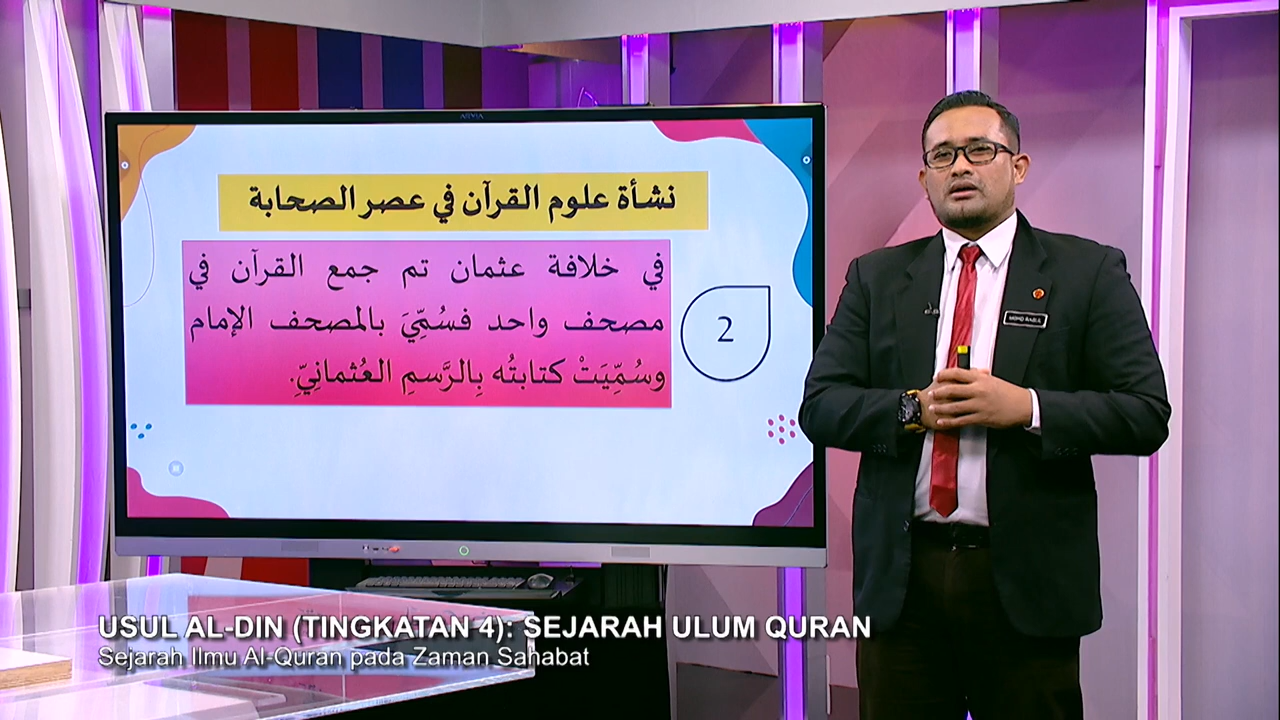 نشأة علوم القرآن في عصر الصحابة
في خلافة عثمان تم جمع القرآن في
مصحف واحد فسُمِّيَ بالمصحف الإمام
وسُمِّيَتْ كتابتُه بِالرَّسمِ العُثمانِيِّ.
2
USUL AL-DIN (TINGKATAN 4): SEJARAH ULUM QURAN
Sejarah Ilmu Al-Quran pada Zaman Sahabat